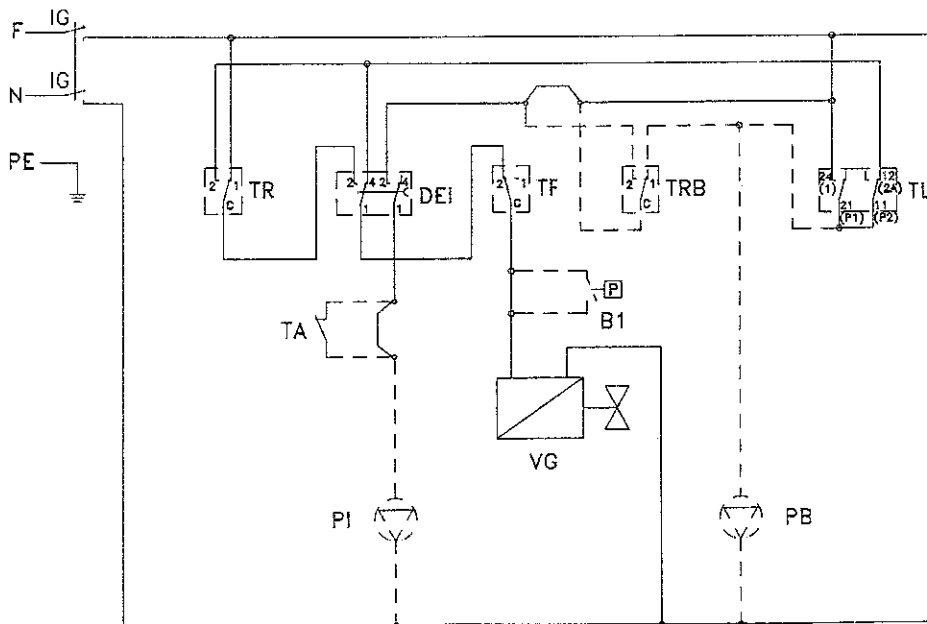 IG
F
IG
N
PE
2 1 TR
C
2 4 2 4 DEI
1 1
2 1 TF
C
2 1 TRB
C
24 12
(1) (2A) TL
21 11
(P1) (P2)
TA
P
B1
VG
PI
PB